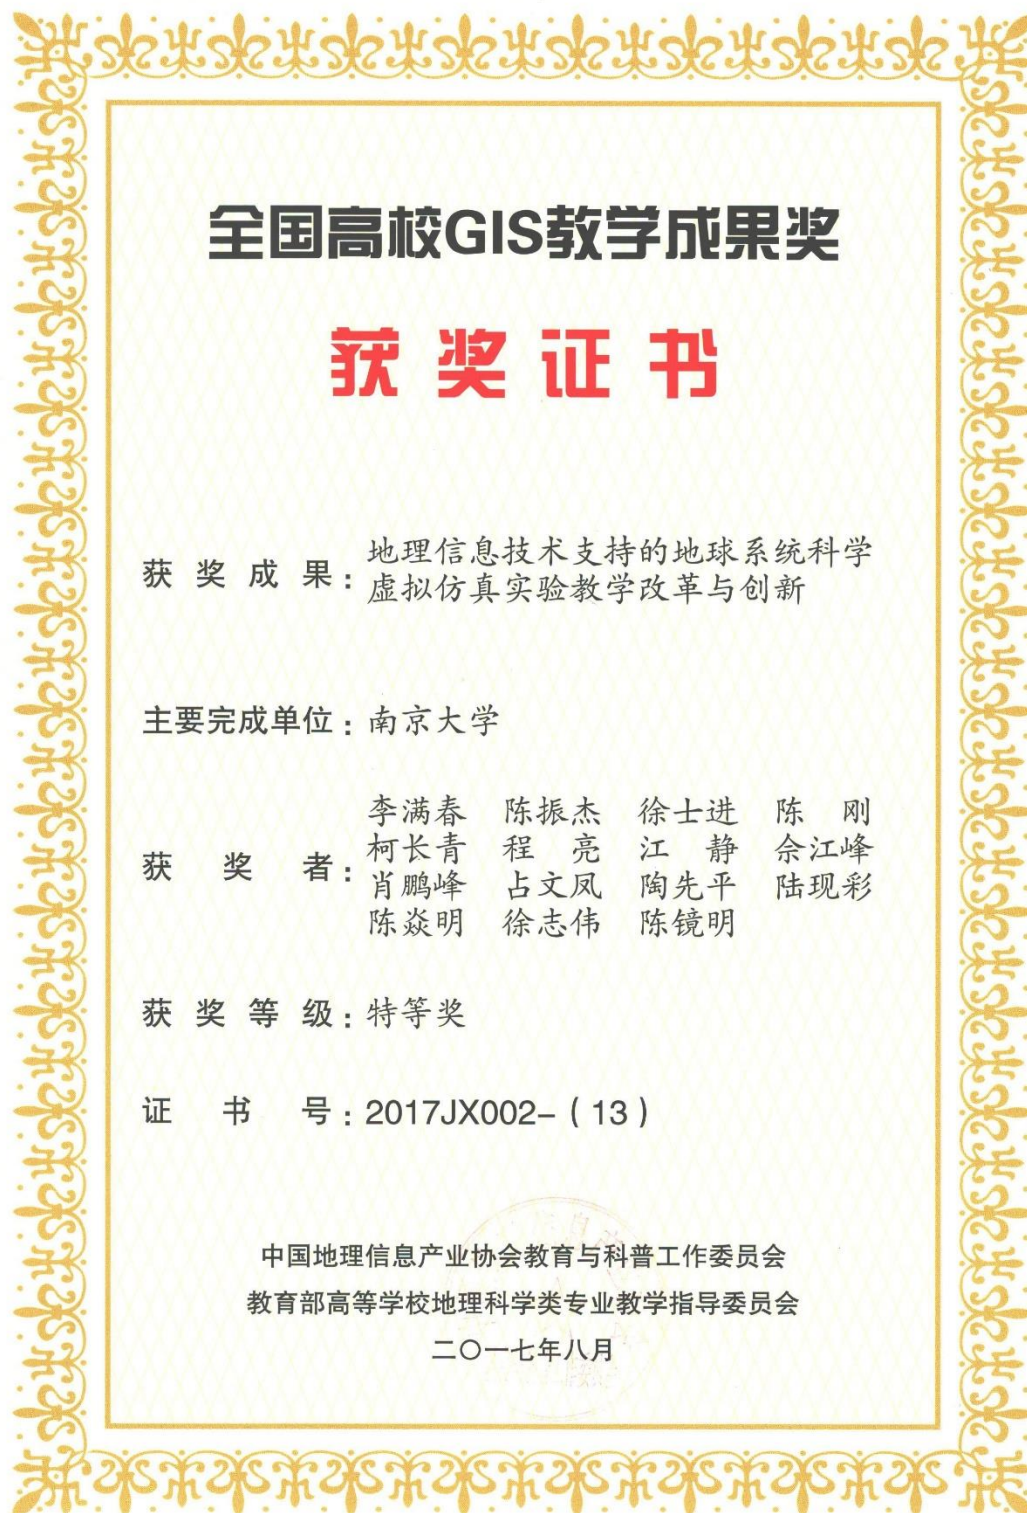 全国高校GIS教学成果奖
获奖证书
获奖成果：地理信息技术支持的地球系统科学
虚拟仿真实验教学改革与创新
主要完成单位：南京大学
获奖者：李满春 陈振杰 徐士进 陈刚
柯长青 程亮 江静 佘江峰
肖鹏峰 占文凤 陶先平 陆现彩
陈焱明 徐志伟 陈镜明
获奖等级：特等奖
证书号：2017JX002-（13）
中国地理信息产业协会教育与科普工作委员会
教育部高等学校地理科学类专业教学指导委员会
二〇一七年八月